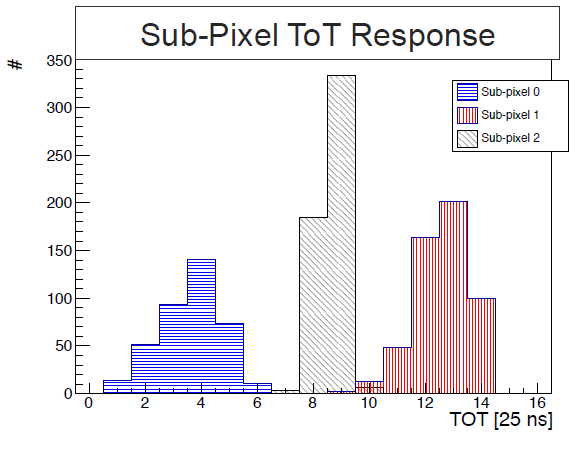 Sub-Pixel ToT Response
#
350
300
250
200
150
100
50
0
Sub-pixel 0
Sub-pixel 1
Sub-pixel 2
0 2 4 6 8 10 12 14 16
TOT [25 ns]